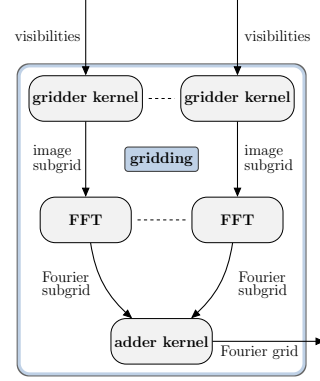 visibilities
visibilities
gridder kernel
gridder kernel
image
subgrid
image
subgrid
gridding
FFT
FFT
Fourier
subgrid
Fourier
subgrid
adder kernel
Fourier grid